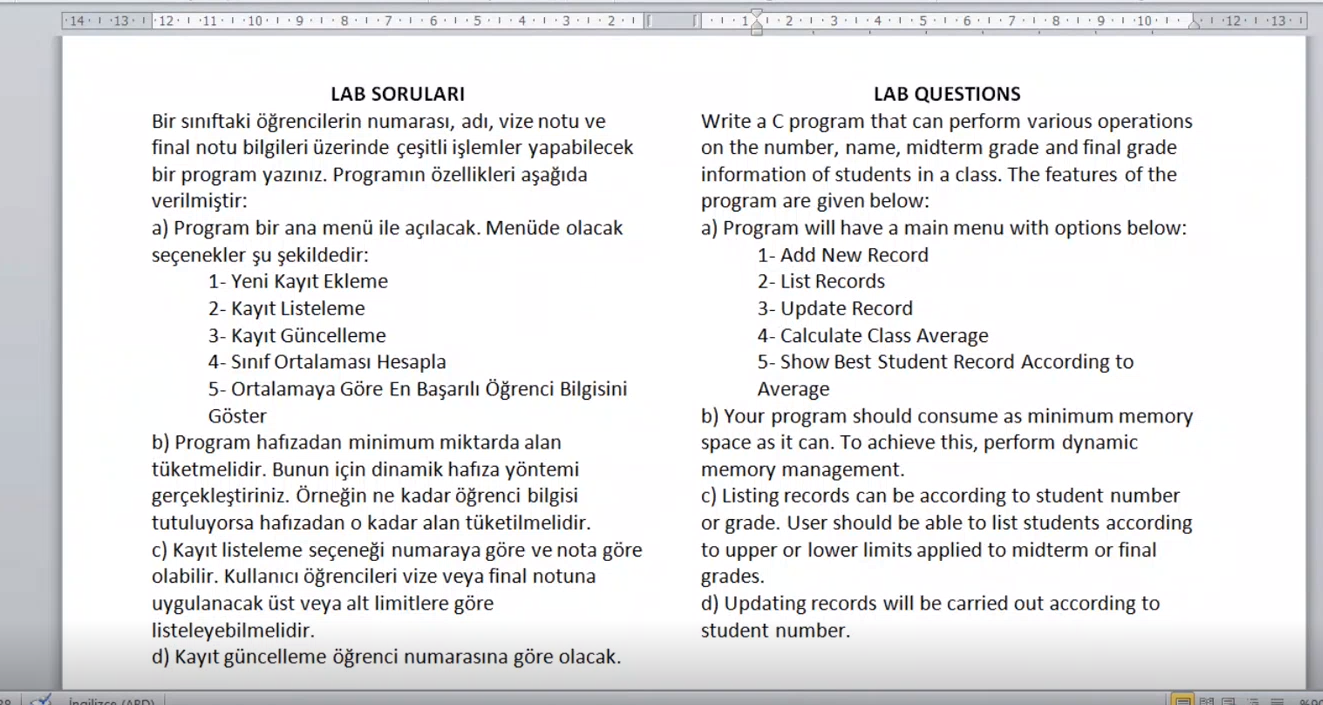 ·14· ı ·13· ı ·12· ı ·11· ı ·10· ı · 9 · ı · 8 · ı · 7 · ı · 6 · ı · 5 · ı · 4 · ı · 3 · ı · 2 · ı · 1 · ı · 2 · ı · 3 · ı · 4 · ı · 5 · ı · 6 · ı · 7 · ı · 8 · ı · 9 · ı ·10· ı · ı ·12· ı ·13· ı
LAB SORULARI
Bir sınıftaki öğrencilerin numarası, adı, vize notu ve
final notu bilgileri üzerinde çeşitli işlemler yapabilecek
bir program yazınız. Programın özellikleri aşağıda
verilmiştir:
a) Program bir ana menü ile açılacak. Menüde olacak
seçenekler şu şekildedir:
1- Yeni Kayıt Ekleme
2- Kayıt Listeleme
3- Kayıt Güncelleme
4- Sınıf Ortalaması Hesapla
5- Ortalamaya Göre En Başarılı Öğrenci Bilgisini
Göster
b) Program hafızadan minimum miktarda alan
tüketmelidir. Bunun için dinamik hafıza yöntemi
gerçekleştiriniz. Örneğin ne kadar öğrenci bilgisi
tutuluyorsa hafızadan o kadar alan tüketilmelidir.
c) Kayıt listeleme seçeneği numaraya göre ve nota göre
olabilir. Kullanıcı öğrencileri vize veya final notuna
uygulanacak üst veya alt limitlere göre
listeleyebilmelidir.
d) Kayıt güncelleme öğrenci numarasına göre olacak.
LAB QUESTIONS
Write a C program that can perform various operations
on the number, name, midterm grade and final grade
information of students in a class. The features of the
program are given below:
a) Program will have a main menu with options below:
1- Add New Record
2- List Records
3- Update Record
4- Calculate Class Average
5- Show Best Student Record According to
Average
b) Your program should consume as minimum memory
space as it can. To achieve this, perform dynamic
memory management.
c) Listing records can be according to student number
or grade. User should be able to list students according
to upper or lower limits applied to midterm or final
grades.
d) Updating records will be carried out according to
student number.
İngilizce (ABD)